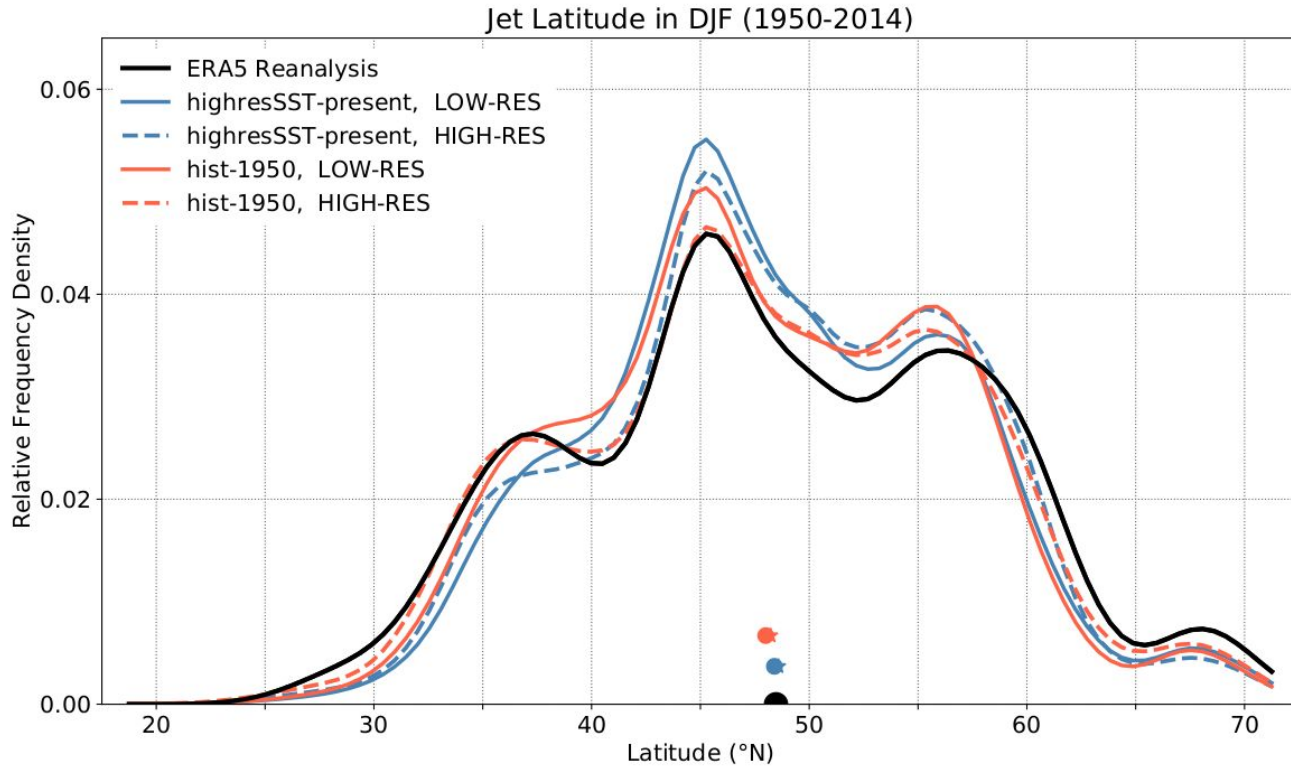 Jet Latitude in DJF (1950-2014)
0.06
0.04
0.02
0.00
Relative Frequency Density
ERA5 Reanalysis
highresSST-present, LOW-RES
highresSST-present, HIGH-RES
hist-1950, LOW-RES
hist-1950, HIGH-RES
20 30 40 50 60 70
Latitude (°N)